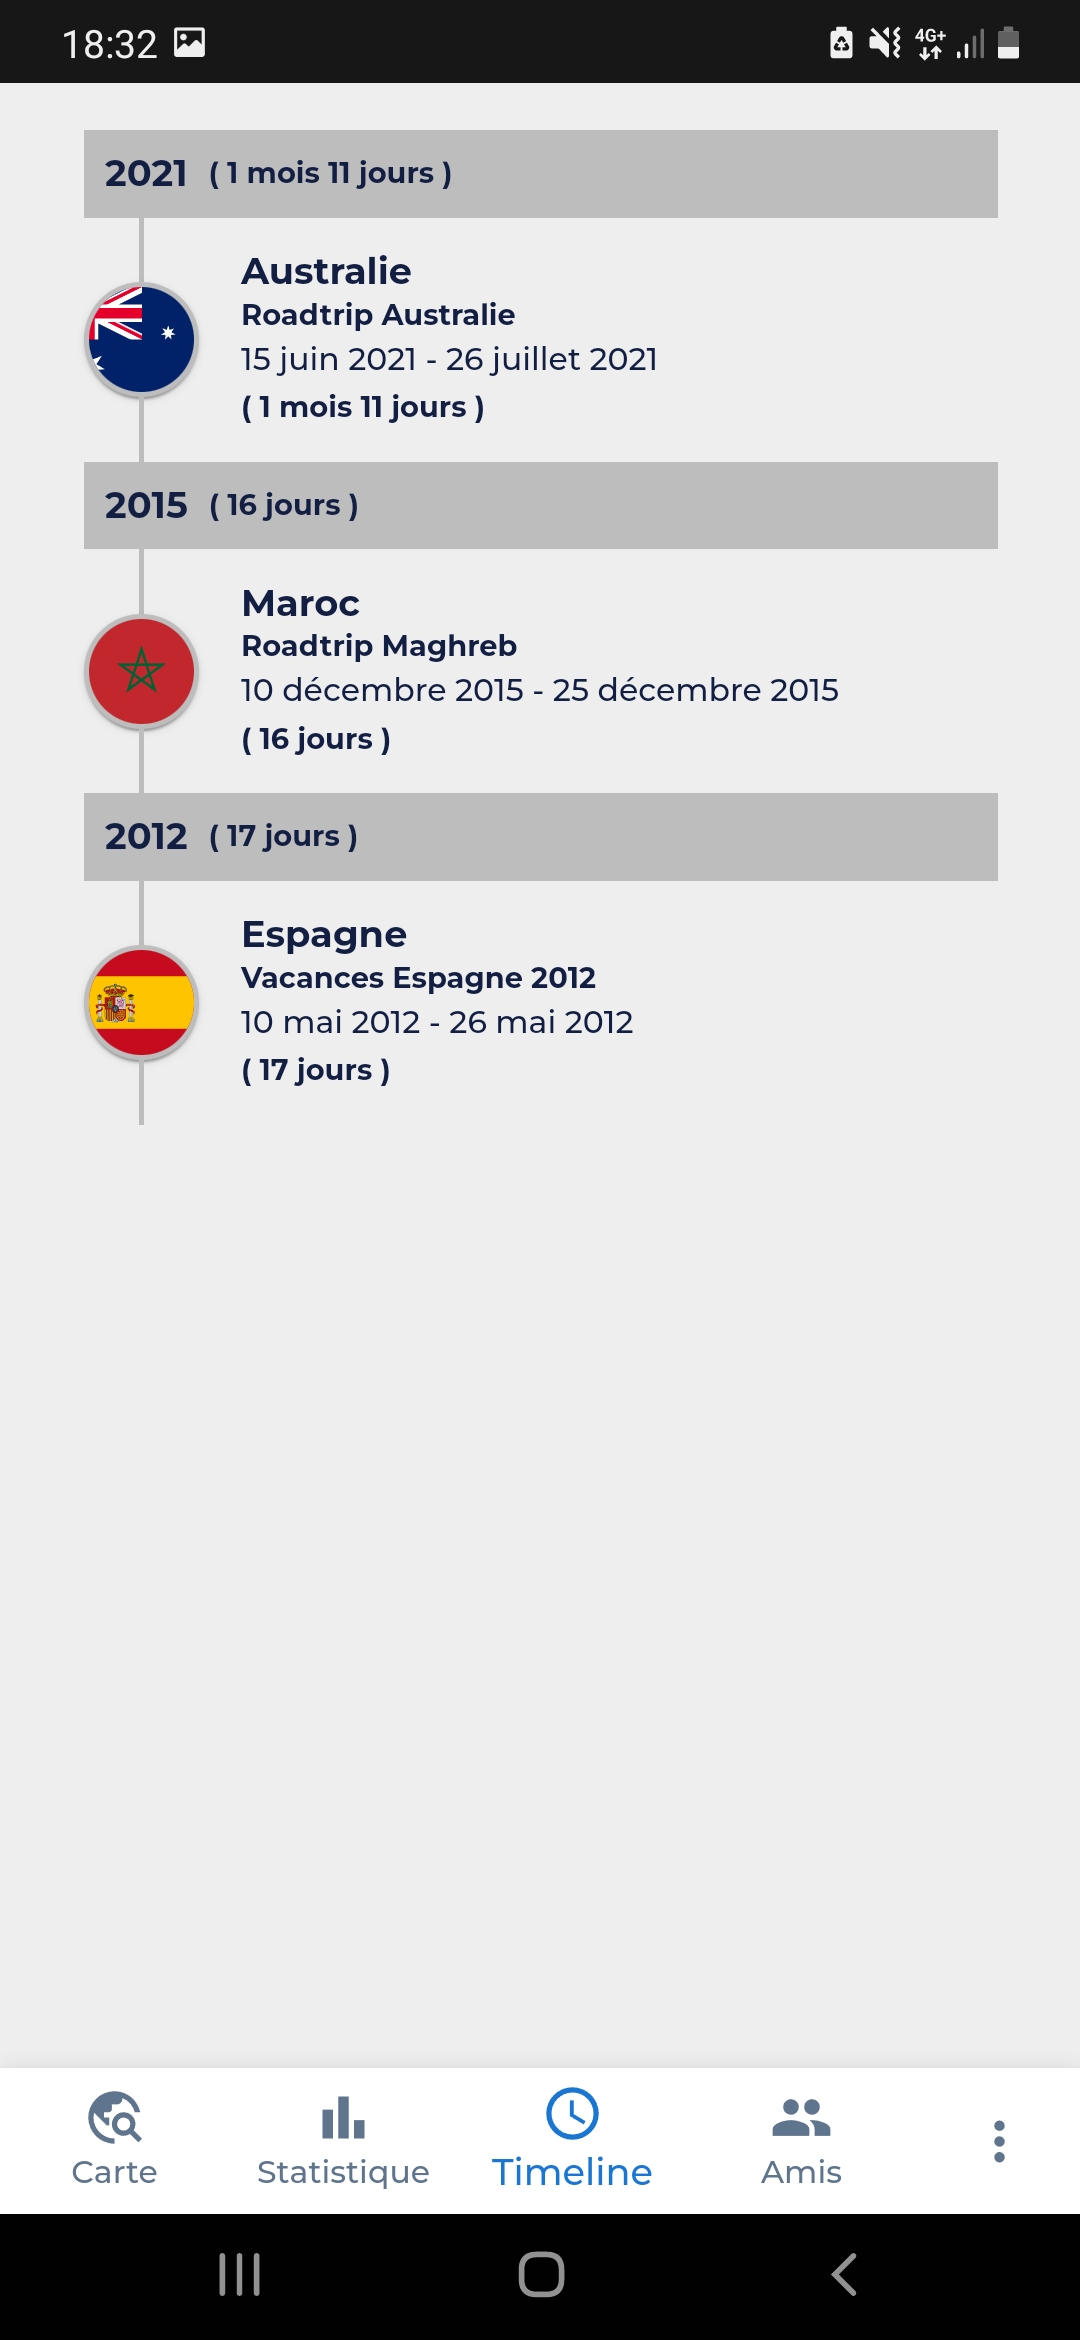 18:32
4G+
2021 ( 1 mois 11 jours )
Australie
Roadtrip Australie
15 juin 2021 - 26 juillet 2021
( 1 mois 11 jours )
2015 ( 16 jours )
Maroc
Roadtrip Maghreb
10 décembre 2015 - 25 décembre 2015
( 16 jours )
2012 ( 17 jours )
Espagne
Vacances Espagne 2012
10 mai 2012 - 26 mai 2012
( 17 jours )
Carte
Statistique
Timeline
Amis